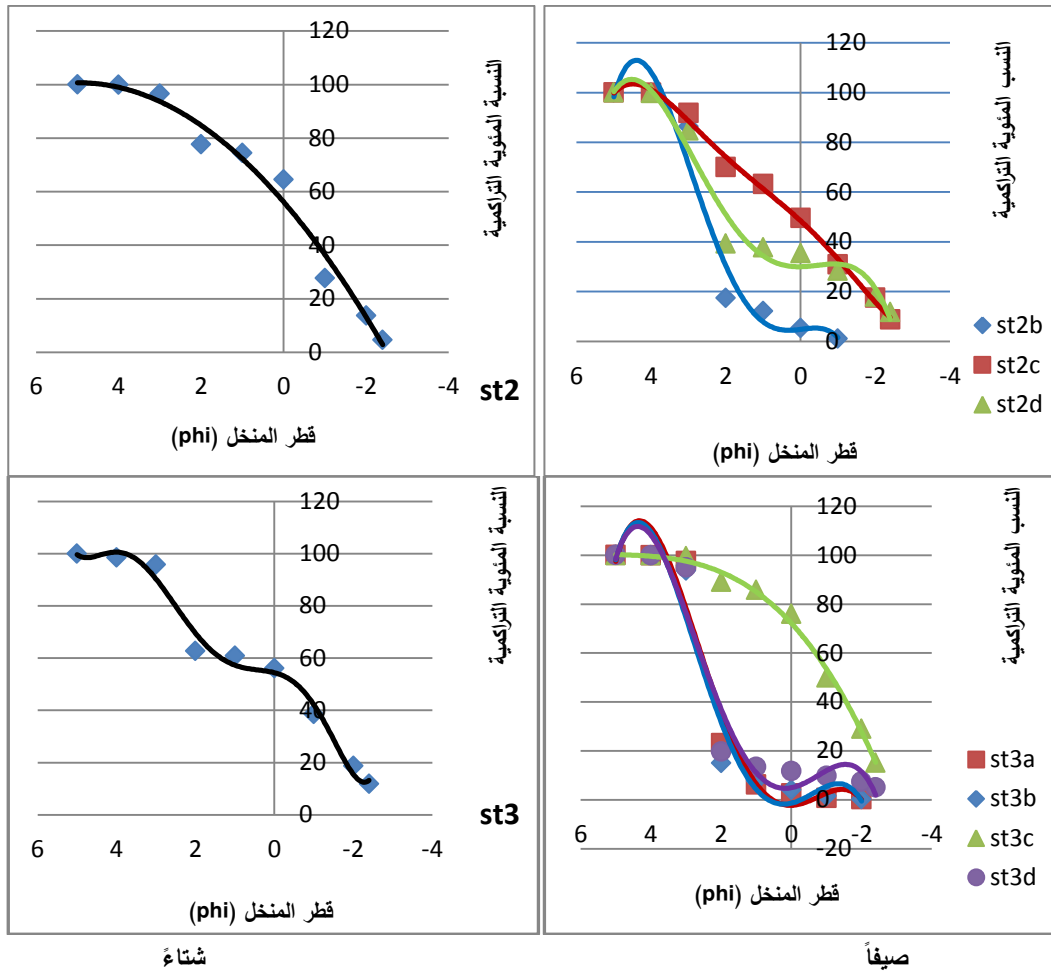 النسبة المئوية التراكمية
120
100
80
60
40
20
0
6 4 2 0 -2 -4
st2
قطر المنخل (phi)
النسب المئوية التراكمية
120
100
80
60
40
20
0
6 4 2 0 -2 -4
st2b
st2c
st2d
قطر المنخل (phi)
النسبة المئوية التراكمية
120
100
80
60
40
20
0
6 4 2 0 -2 -4
st3
قطر المنخل (phi)
النسب المئوية التراكمية
120
100
80
60
40
20
0
-20
6 4 2 0 -2 -4
st3a
st3b
st3c
st3d
قطر المنخل (phi)
شتاءً
صيفاً